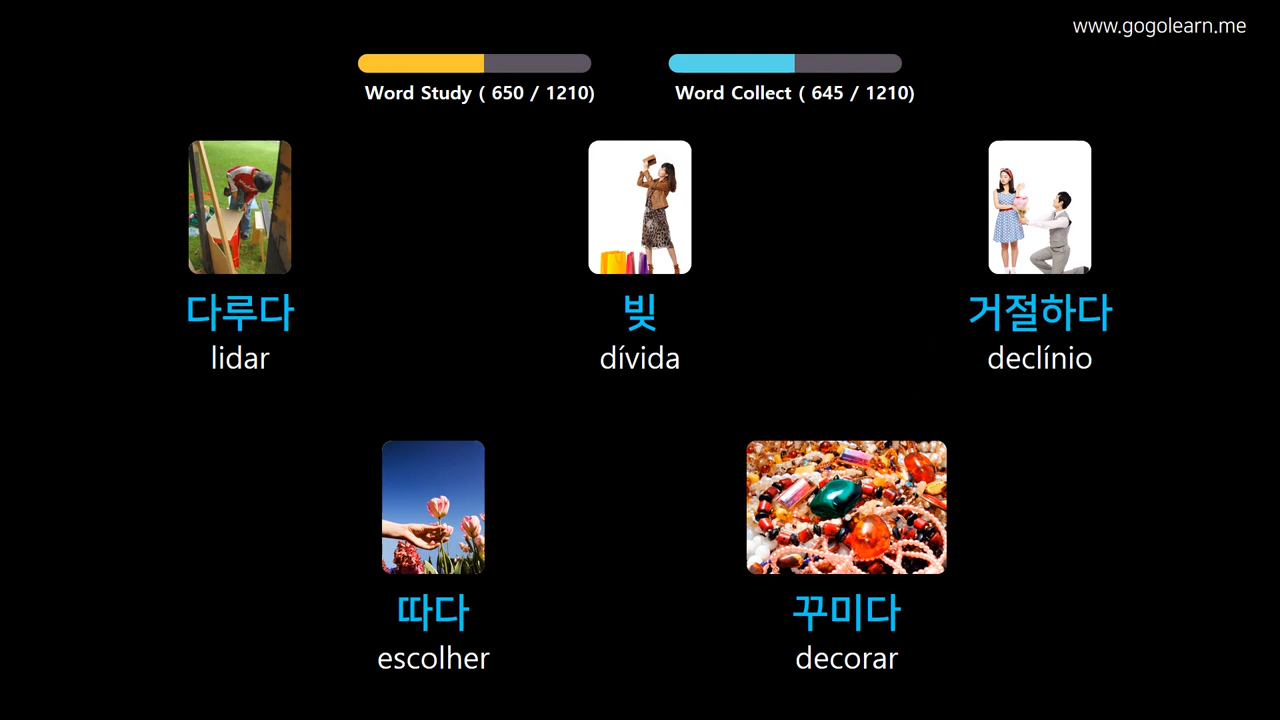 www.gogolearn.me
Word Study ( 650 / 1210)
Word Collect ( 645 / 1210)
다루다
lidar
빚
dívida
거절하다
declínio
따다
escolher
꾸미다
decorar